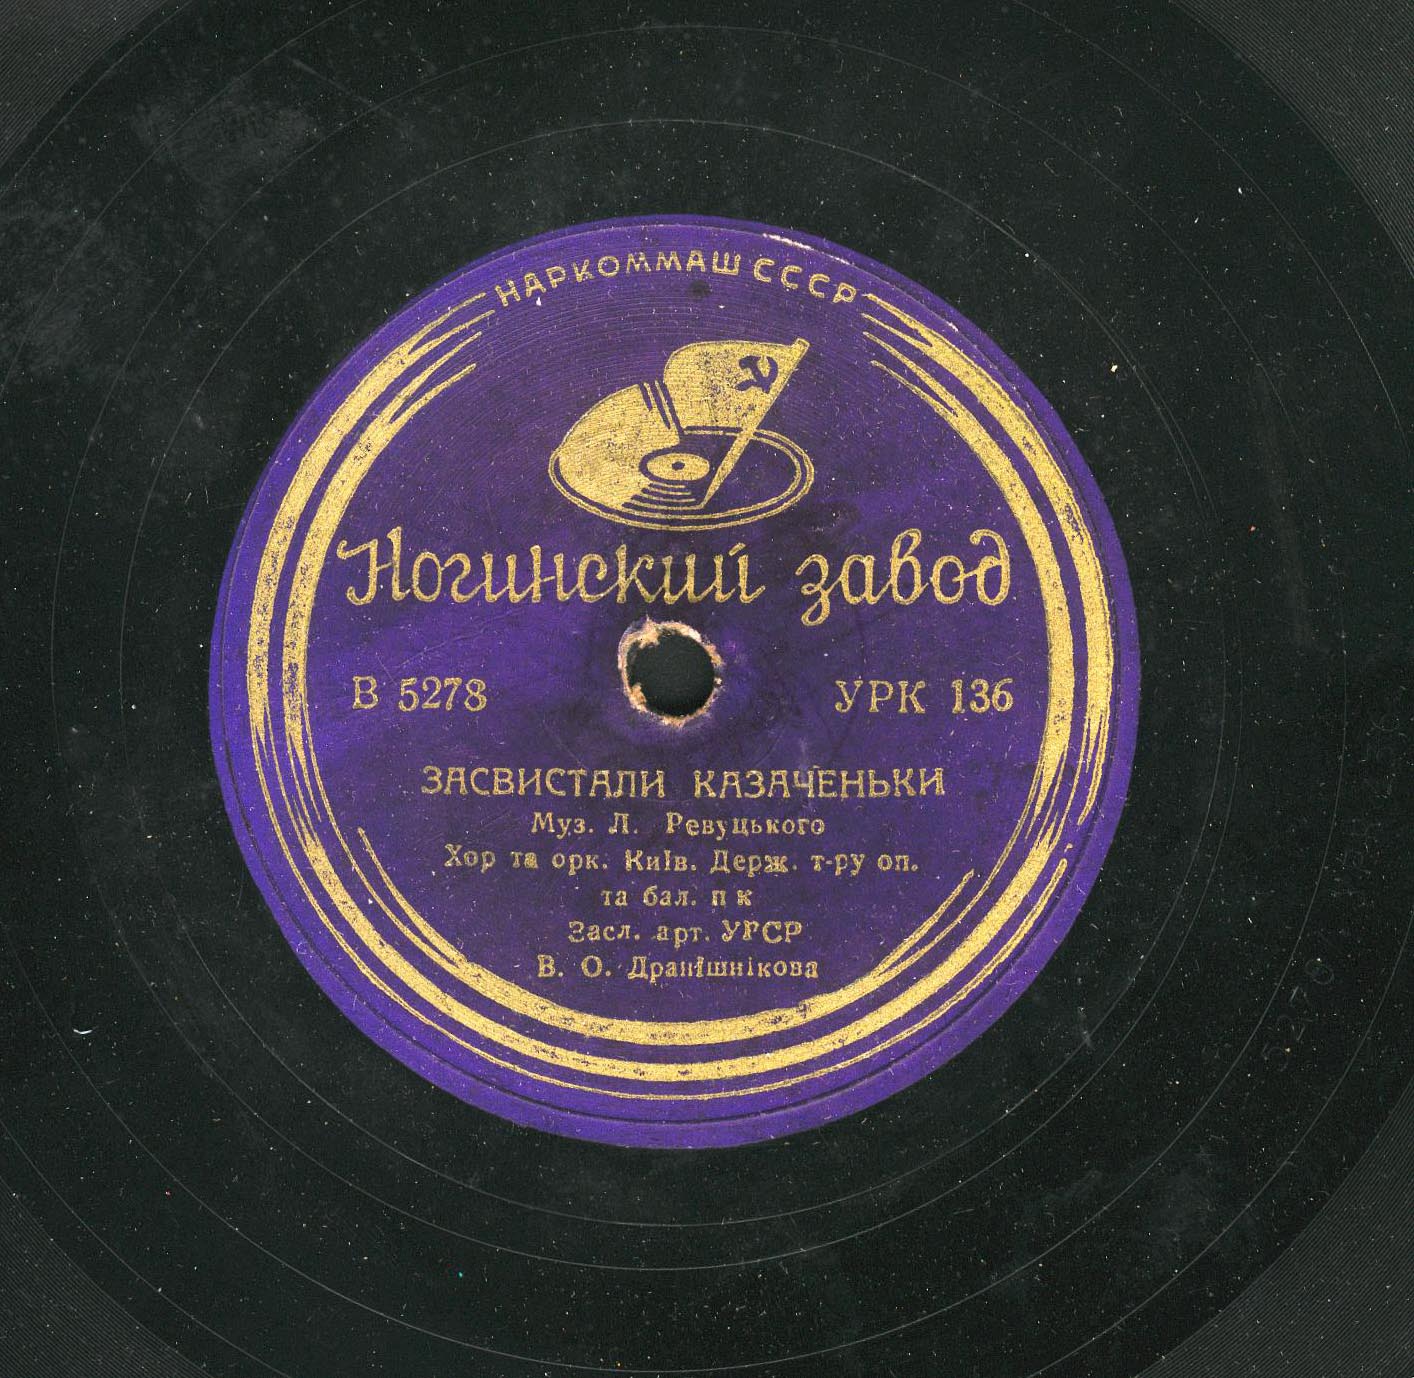 НАРКОММАШ СССР
Ногинский завод
В 5278 УРК 136
ЗАСВИСТАЛИ КАЗАЧЕНЬКИ
Муз. Л. Ревуцького
Хор та орк. Київ. Держ. т-ру оп.
та бал. п к
Засл. арт. УРСР
В. О. Дранішнікова